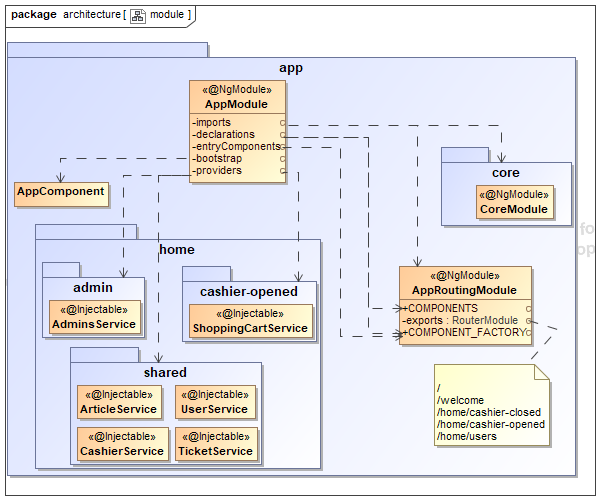 package architecture [ module ]
app
«@NgModule»
AppModule
-imports
-declarations
-entryComponents
-bootstrap
-providers
AppComponent
core
«@NgModule»
CoreModule
home
admin
«@Injectable»
AdminsService
cashier-opened
«@Injectable»
ShoppingCartService
«@NgModule»
AppRoutingModule
+COMPONENTS
-exports : RouterModule
+COMPONENT_FACTORY
shared
«@Injectable»
ArticleService
«@Injectable»
UserService
«@Injectable»
CashierService
«@Injectable»
TicketService
/
/welcome
/home/cashier-closed
/home/cashier-opened
/home/users
fo
op